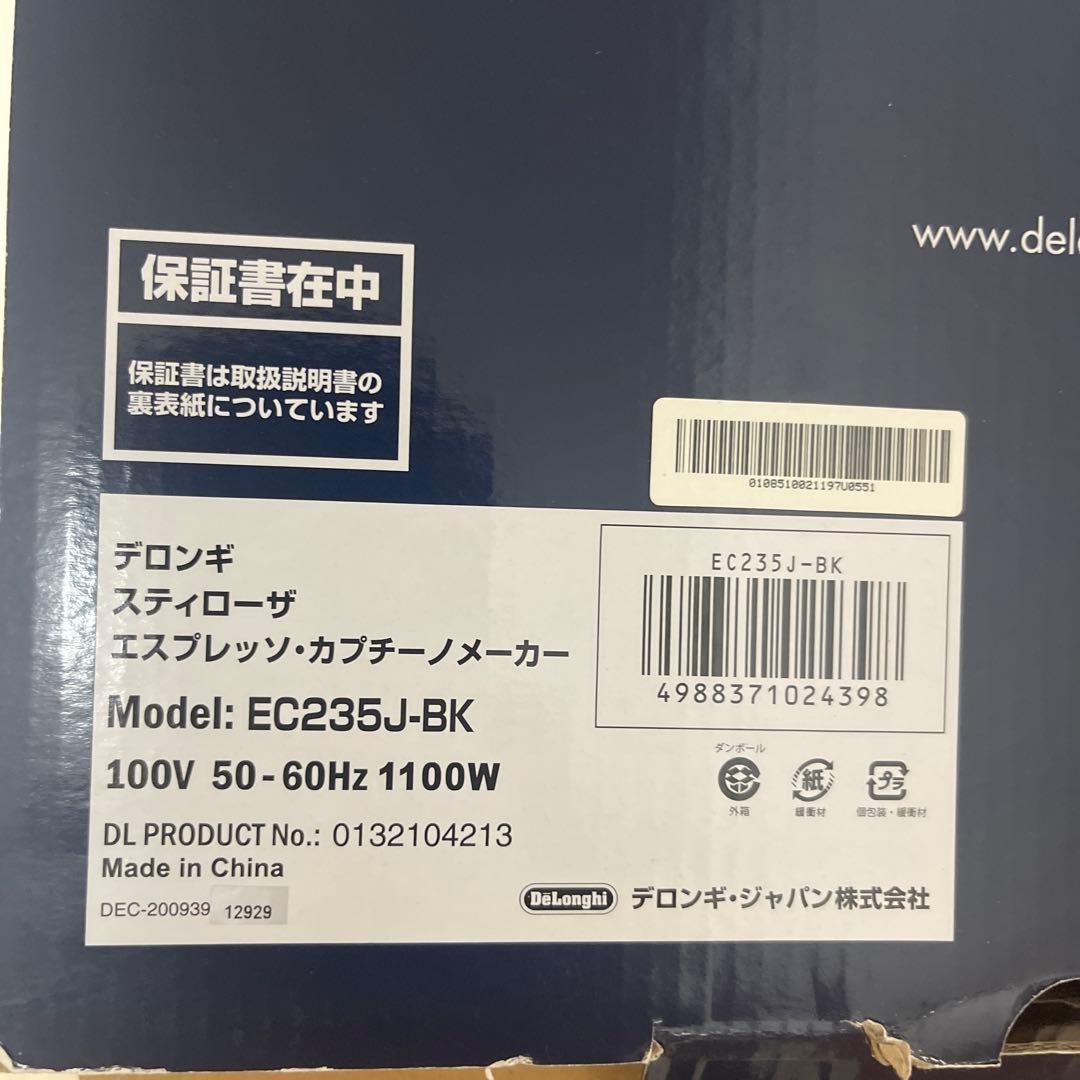 www.del
保証書在中
保証書は取扱説明書の
裏表紙についています
0108510021197U0551
デロンギ
スティローザ
エスプレッソ・カプチーノメーカー
Model: EC235J-BK
100V 50-60Hz 1100W
DL PRODUCT No.: 0132104213
Made in China
DEC-200939 12929
EC235J-BK
4988371024398
ダンボール
外箱
紙
緩衝材
プラ
個包装・緩衝材
DeLonghi デロンギ・ジャパン株式会社